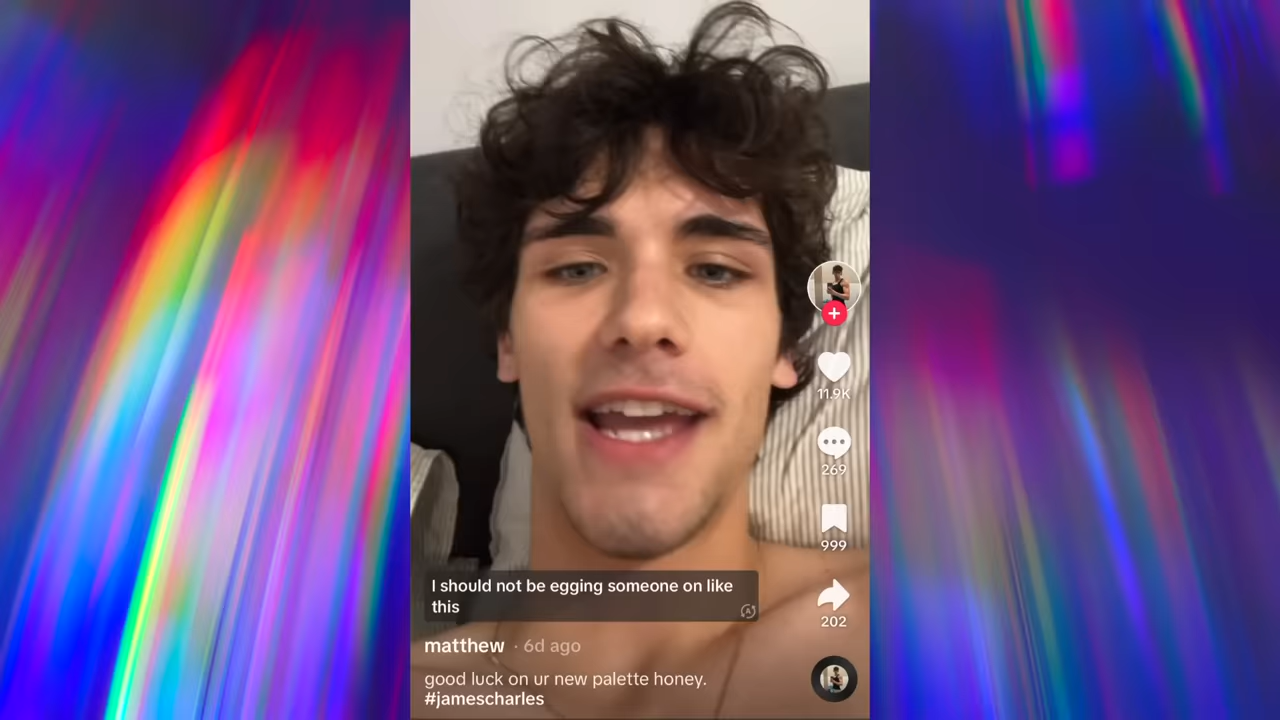 11.9K
269
999
202
I should not be egging someone on like
this
matthew · 6d ago
good luck on ur new palette honey.
#jamescharles